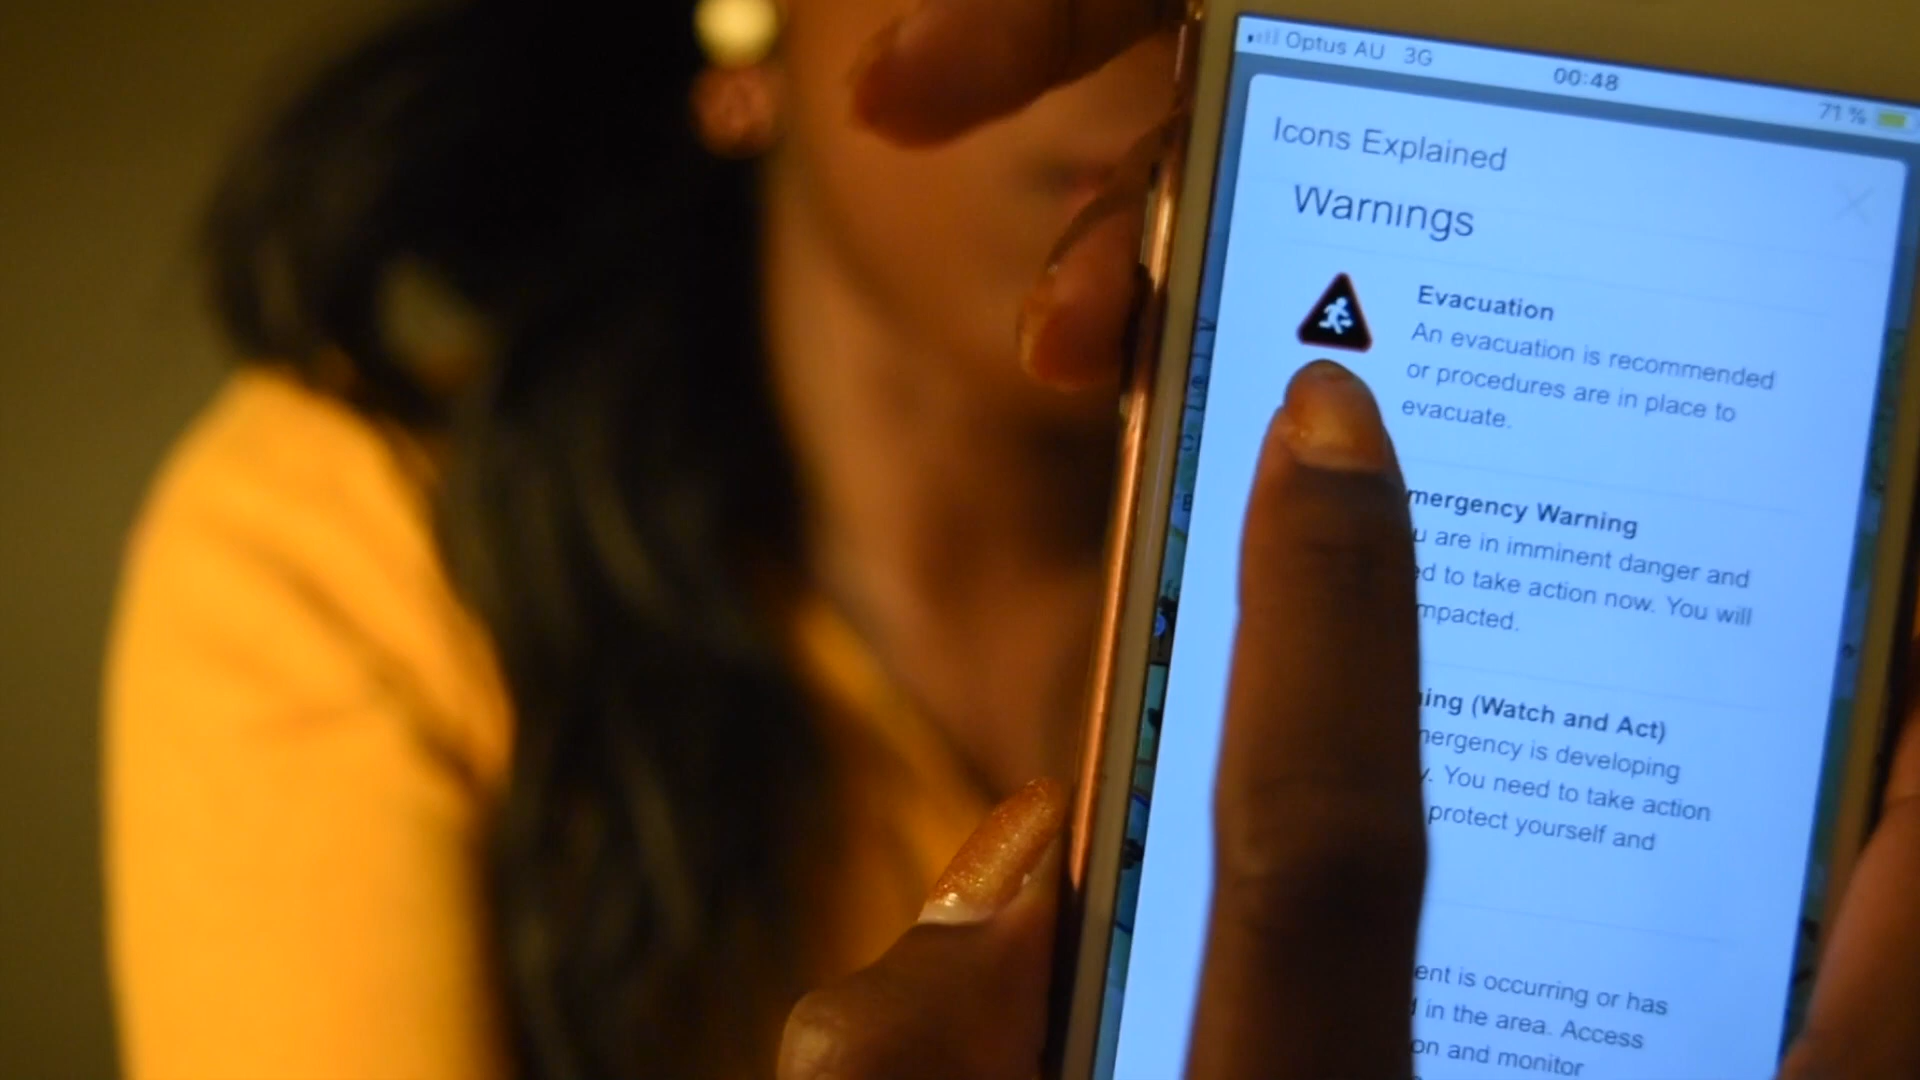 Optus AU 3G 00:48 71 %
Icons Explained
Warnings
Evacuation
An evacuation is recommended
or procedures are in place to
evacuate.
mergency Warning
u are in imminent danger and
ed to take action now. You will
mpacted.
ing (Watch and Act)
mergency is developing
. You need to take action
protect yourself and
ent is occurring or has
in the area. Access
on and monitor